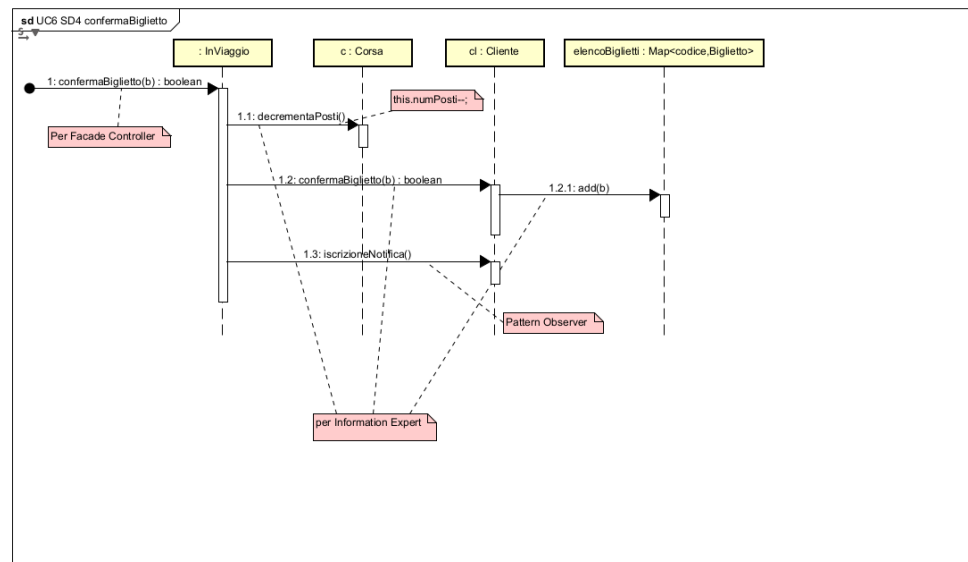 sd UC6 SD4 confermaBiglietto
: InViaggio
c : Corsa
cl : Cliente
elencoBiglietti : Map<codice,Biglietto>
1: confermaBiglietto(b) : boolean
this.numPosti--;
1.1: decrementaPosti()
Per Facade Controller
1.2: confermaBiglietto(b) : boolean
1.2.1: add(b)
1.3: iscrizioneNotifica()
Pattern Observer
per Information Expert